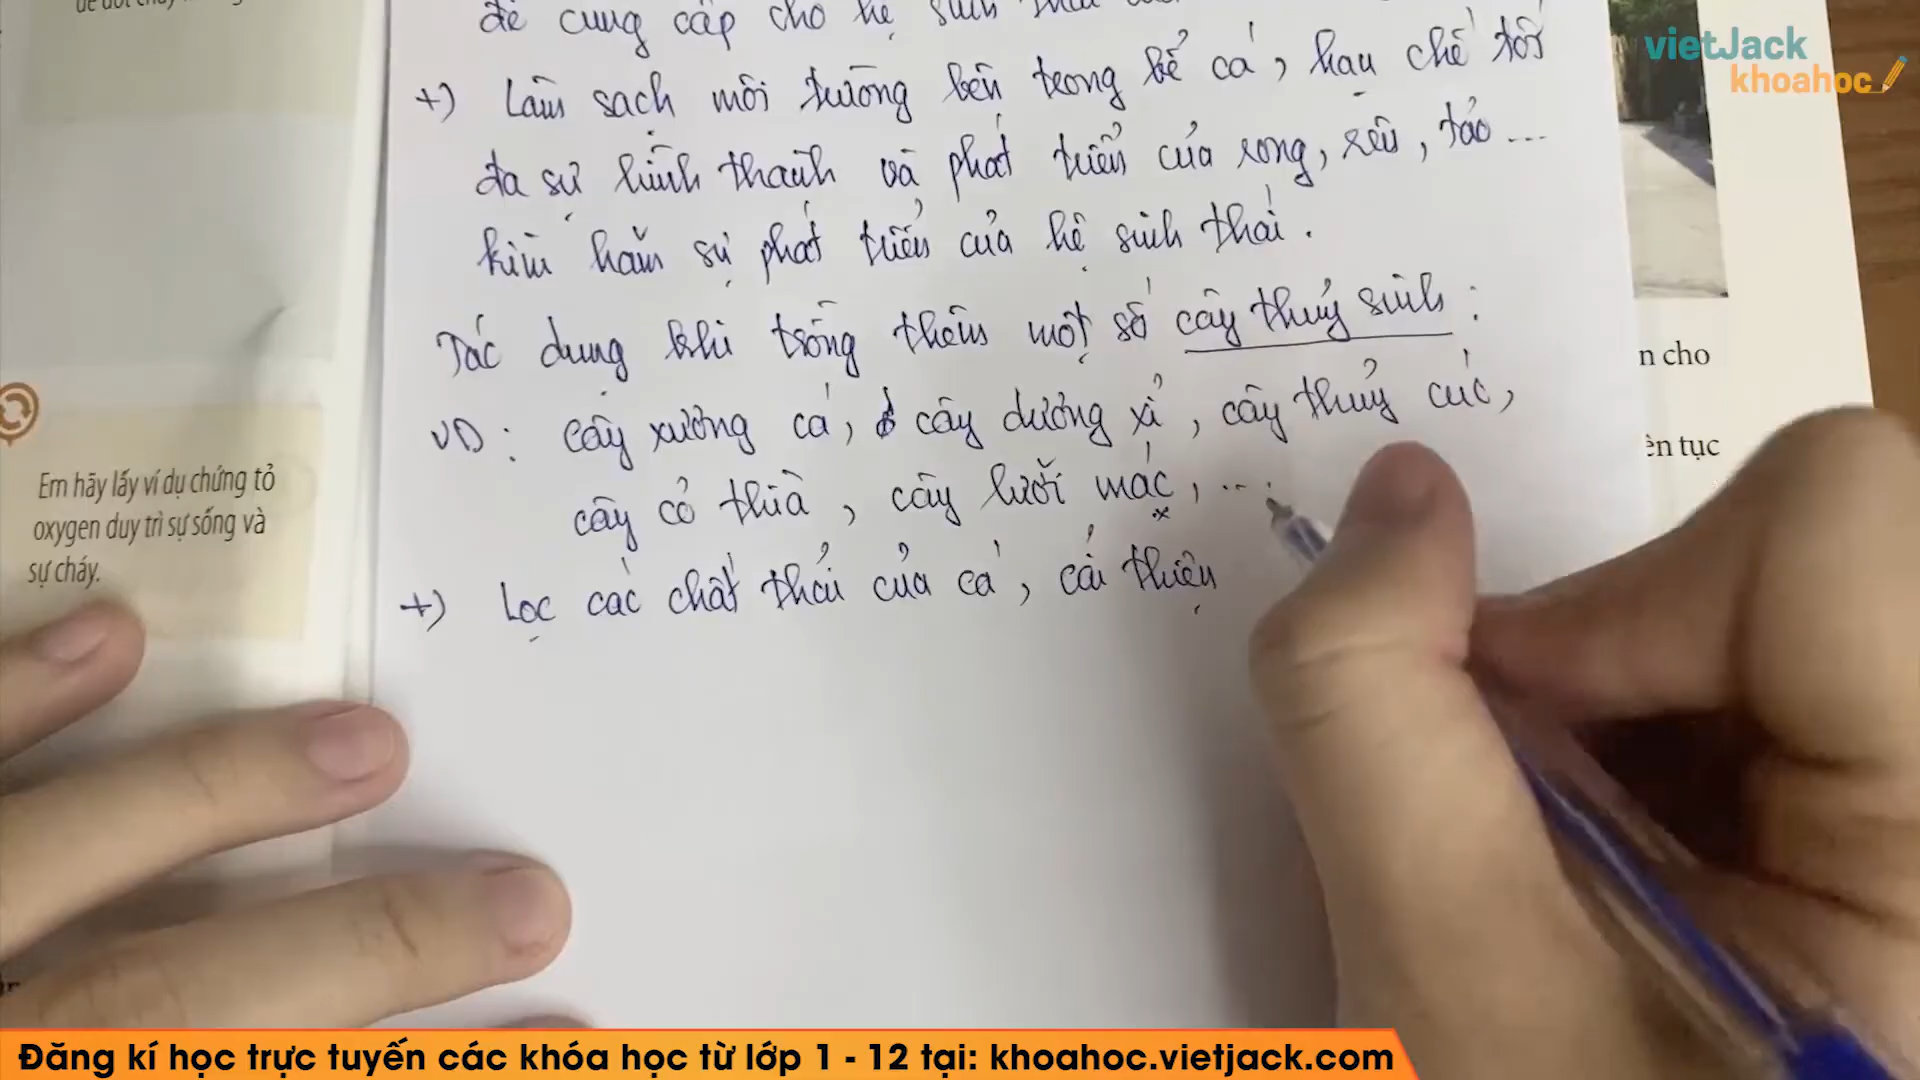 để cung cấp cho hệ sinh thái
+) Làm sạch môi trường bên trong bể cá, hạn chế tối
đa sự hình thành và phát triển của rong, rêu, tảo...
kìm hãm sự phát triển của hệ sinh thái.
Tác dụng khi trồng thêm một số cây thuỷ sinh:
VD: cây xương cá, cây dương xỉ, cây thuỷ cúc,
cây cỏ thìa, cây lưỡi mác, ...
+) Lọc các chất thải của cá, cải thiện
Em hãy lấy ví dụ chứng tỏ
oxygen duy trì sự sống và
sự cháy.
n cho
ên tục
vietJack
khoahoc
Đăng kí học trực tuyến các khóa học từ lớp 1 - 12 tại: khoahoc.vietjack.com